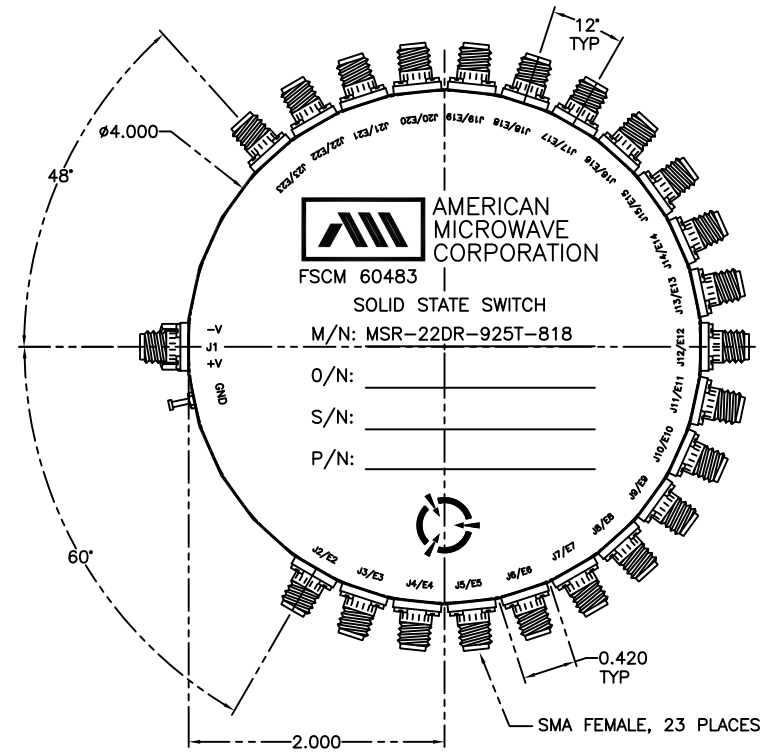 12°
TYP
Ø4.000
48°
60°
J23/E23
J22/E22
J21/E21
J20/E20
J19/E19
J18/E18
J17/E17
J16/E16
J15/E15
J14/E14
J13/E13
J12/E12
J11/E11
J10/E10
J9/E9
J8/E8
J7/E7
J6/E6
J5/E5
J4/E4
J3/E3
J2/E2
AMERICAN
MICROWAVE
CORPORATION
FSCM 60483
SOLID STATE SWITCH
M/N: MSR-22DR-925T-818
O/N:
S/N:
P/N:
-V
J1
+V
GND
0.420
TYP
2.000
SMA FEMALE, 23 PLACES